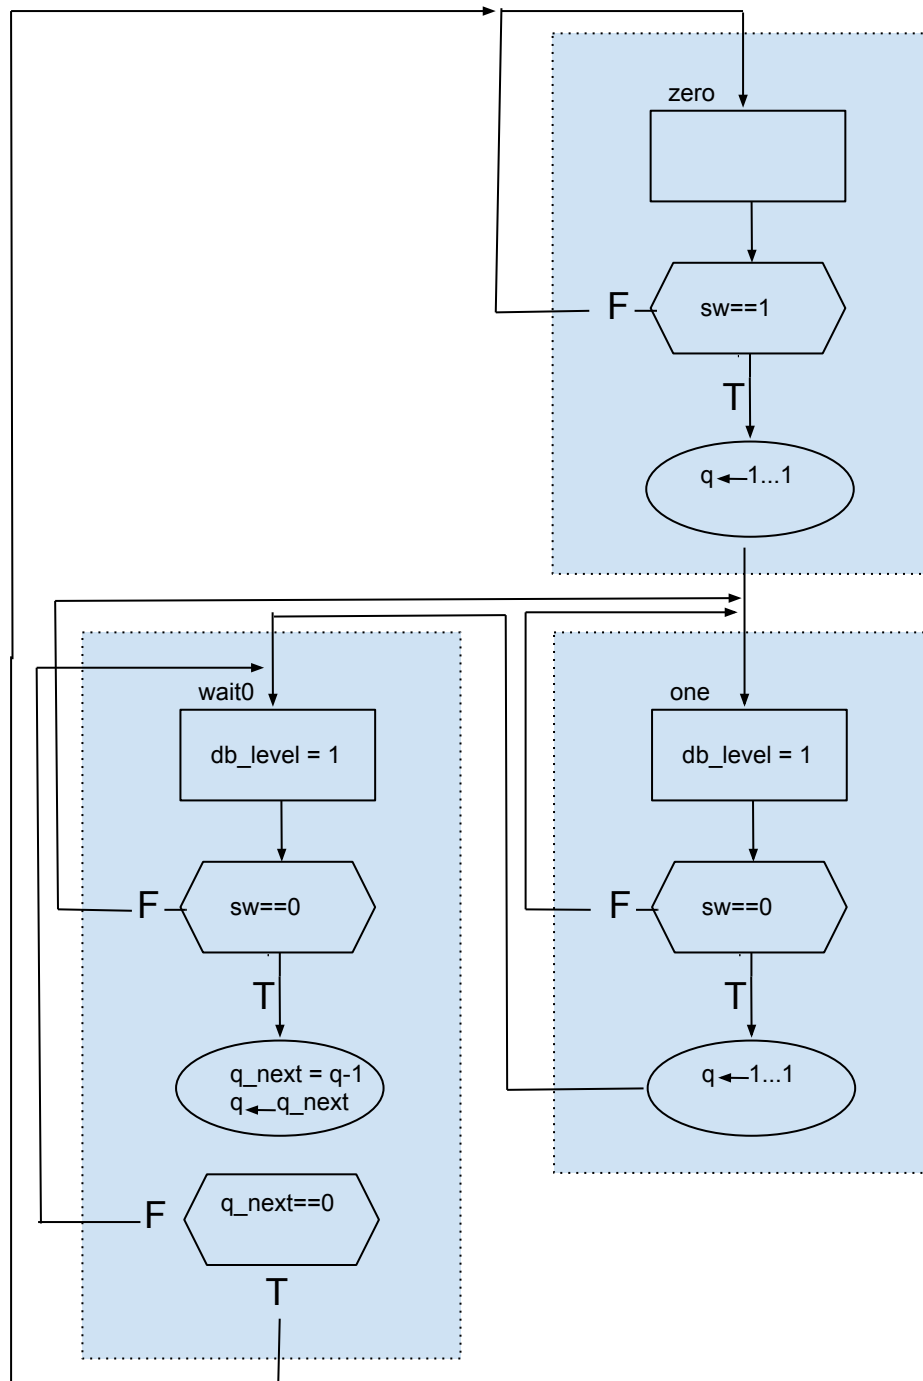 zero
sw==1
F
T
q←1...1
wait0
db_level = 1
sw==0
F
T
q_next = q-1
q←q_next
q_next==0
F
T
one
db_level = 1
sw==0
F
T
q←1...1